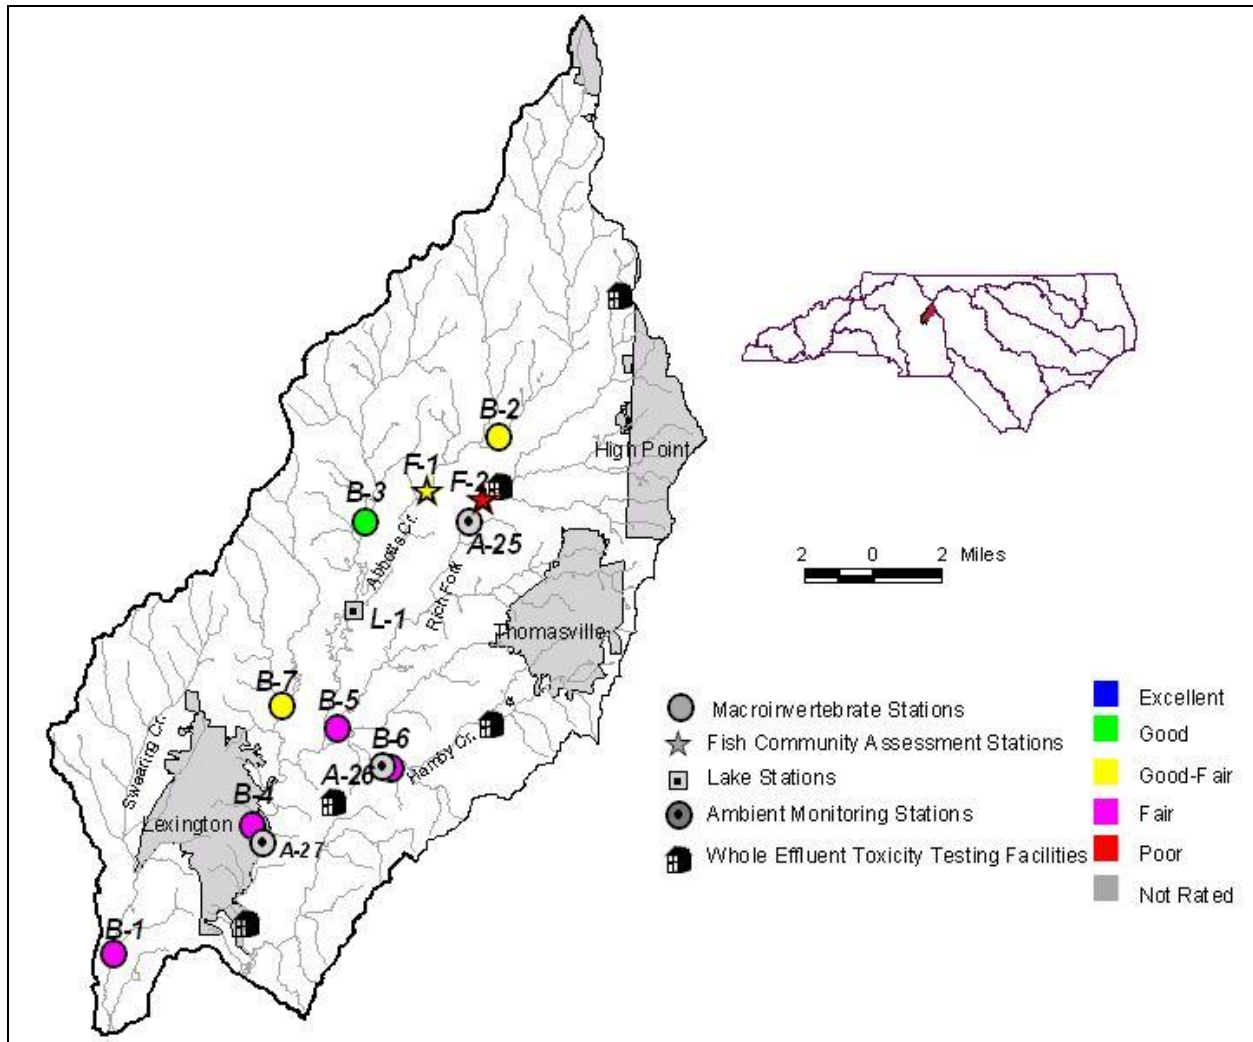 B-2
High Point
F-1
F-2
B-3
A-25
Abbotts Cr.
Rich Fork
L-1
Thomasville
2 0 2 Miles
B-7
B-5
Swearing Cr.
B-6
Hamby Cr.
A-26
B-4
Lexington
A-27
B-1
Macroinvertebrate Stations
Fish Community Assessment Stations
Lake Stations
Ambient Monitoring Stations
Whole Effluent Toxicity Testing Facilities
Excellent
Good
Good-Fair
Fair
Poor
Not Rated